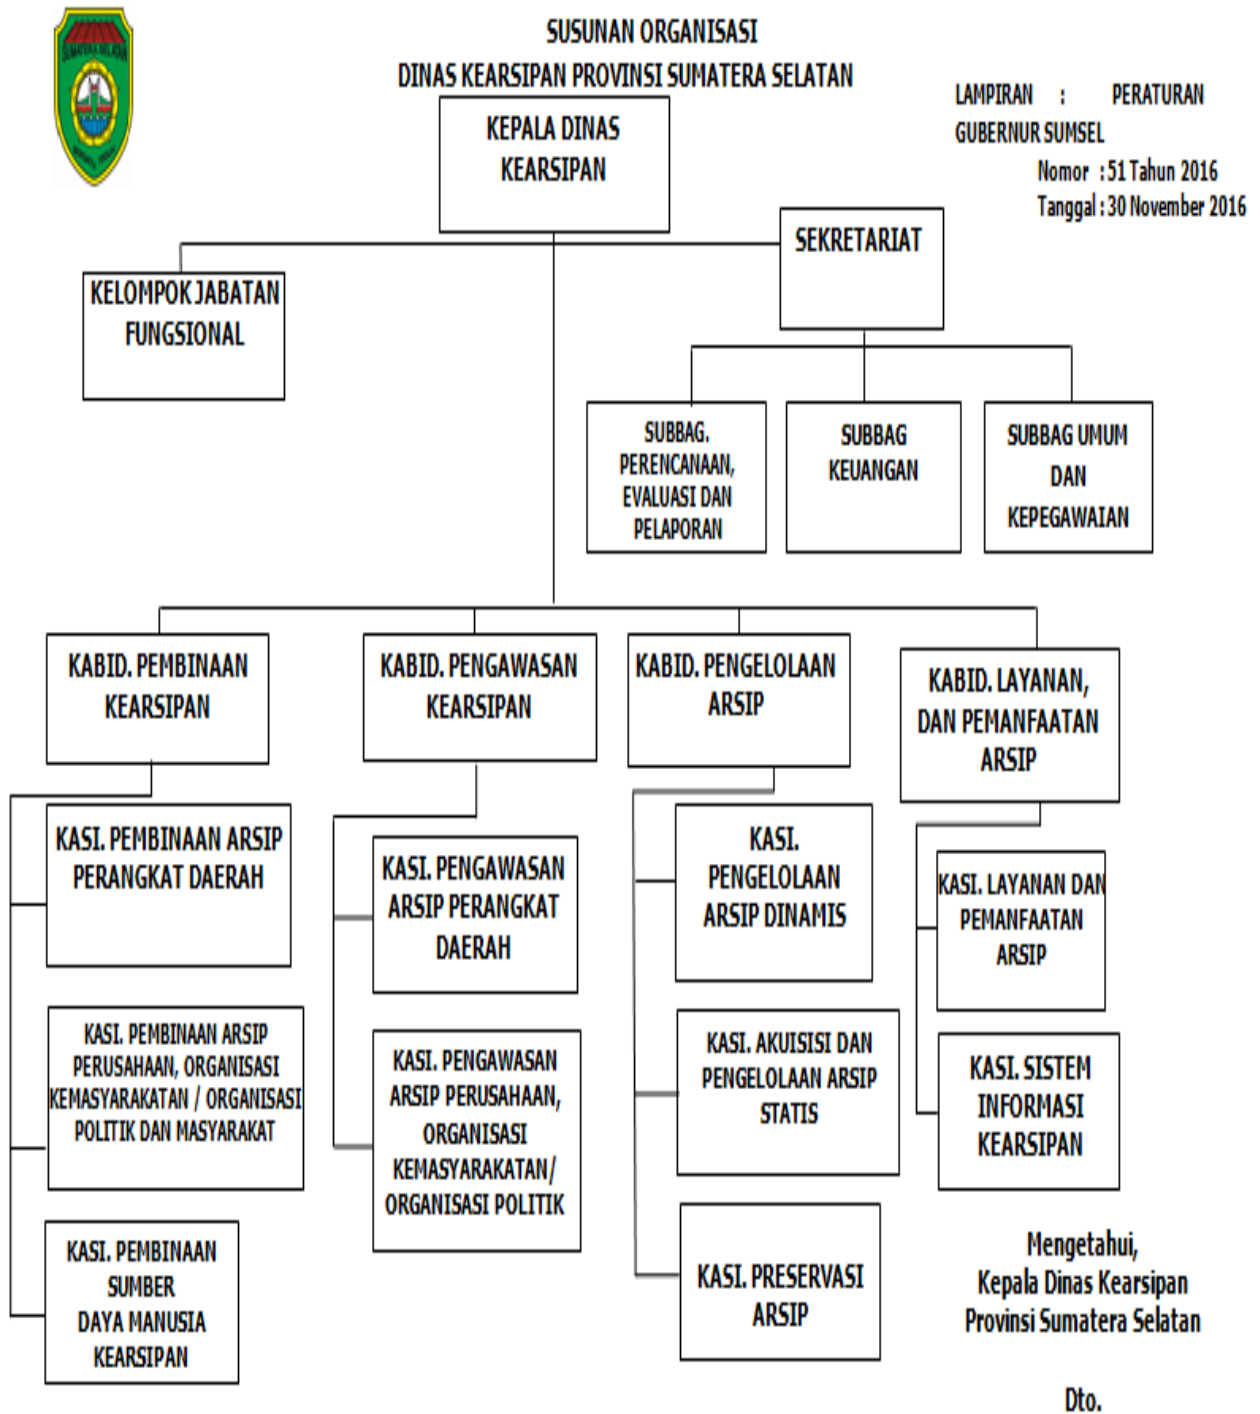 SUSUNAN ORGANISASI
DINAS KEARSIPAN PROVINSI SUMATERA SELATAN
SUMATERA SELATAN
LAMPIRAN : PERATURAN
GUBERNUR SUMSEL
Nomor : 51 Tahun 2016
Tanggal : 30 November 2016
KEPALA DINAS
KEARSIPAN
SEKRETARIAT
KELOMPOK JABATAN
FUNGSIONAL
SUBBAG.
PERENCANAAN,
EVALUASI DAN
PELAPORAN
SUBBAG
KEUANGAN
SUBBAG UMUM
DAN
KEPEGAWAIAN
KABID. PEMBINAAN
KEARSIPAN
KABID. PENGAWASAN
KEARSIPAN
KABID. PENGELOLAAN
ARSIP
KABID. LAYANAN,
DAN PEMANFAATAN
ARSIP
KASI. PEMBINAAN ARSIP
PERANGKAT DAERAH
KASI. PEMBINAAN ARSIP
PERUSAHAAN, ORGANISASI
KEMASYARAKATAN / ORGANISASI
POLITIK DAN MASYARAKAT
KASI. PEMBINAAN
SUMBER
DAYA MANUSIA
KEARSIPAN
KASI. PENGAWASAN
ARSIP PERANGKAT
DAERAH
KASI. PENGAWASAN
ARSIP PERUSAHAAN,
ORGANISASI
KEMASYARAKATAN/
ORGANISASI POLITIK
KASI.
PENGELOLAAN
ARSIP DINAMIS
KASI. AKUISISI DAN
PENGELOLAAN ARSIP
STATIS
KASI. PRESERVASI
ARSIP
KASI. LAYANAN DAN
PEMANFAATAN
ARSIP
KASI. SISTEM
INFORMASI
KEARSIPAN
Mengetahui,
Kepala Dinas Kearsipan
Provinsi Sumatera Selatan
Dto.